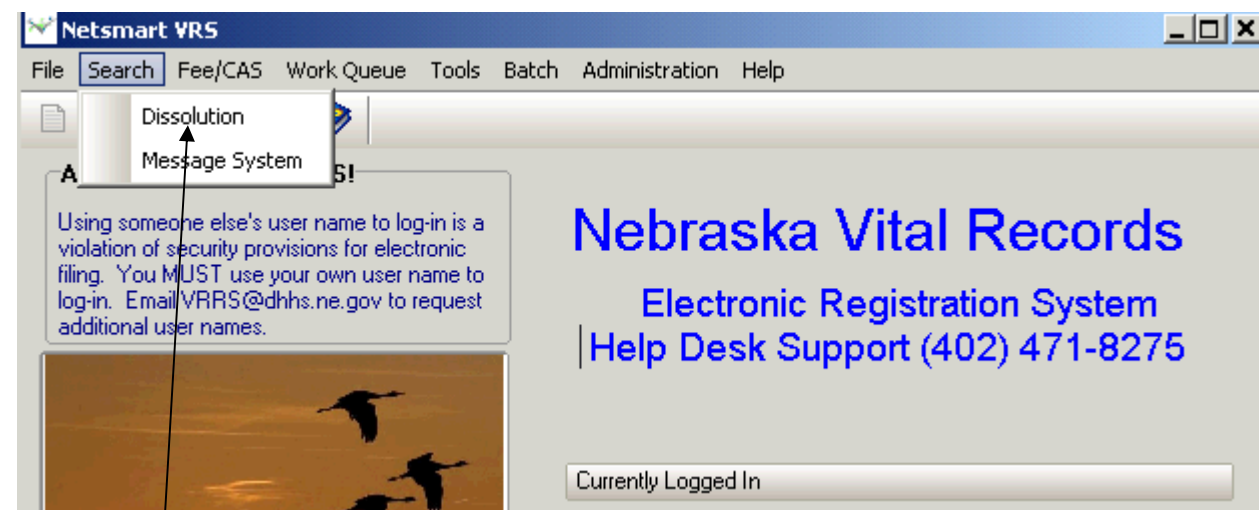 Netsmart VRS
File Search Fee/CAS Work Queue Tools Batch Administration Help
Dissolution
Message System
A
S!
Using someone else's user name to log-in is a
violation of security provisions for electronic
filing. You MUST use your own user name to
log-in. Email VRRS@dhhs.ne.gov to request
additional user names.
Nebraska Vital Records
Electronic Registration System
Help Desk Support (402) 471-8275
Currently Logged In